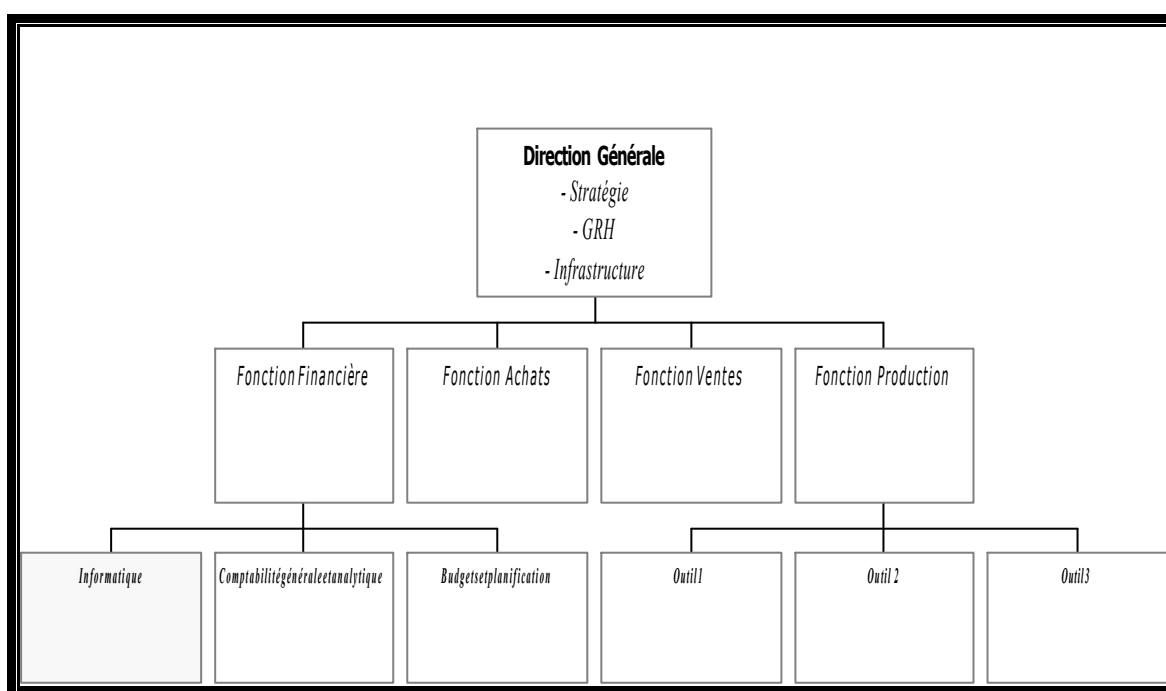 Direction Générale
- Stratégie
- GRH
- Infrastructure
Fonction Financière
Fonction Achats
Fonction Ventes
Fonction Production
Informatique
Comptabilitégénéraleetanalytique
Budgetsetplanification
Outil1
Outil 2
Outil3